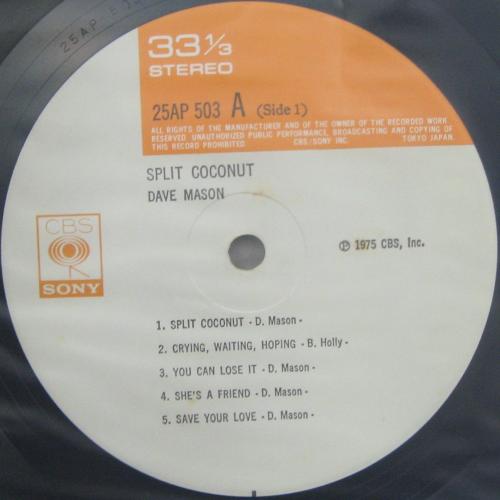 25AP
33 1/3
STEREO
25AP 503 A (Side 1)
ALL RIGHTS OF THE MANUFACTURER AND OF THE OWNER OF THE RECORDED WORK
RESERVED UNAUTHORIZED PUBLIC PERFORMANCE, BROADCASTING AND COPYING OF
THIS RECORD PROHIBITED CBS/SONY INC. TOKYO JAPAN.
SPLIT COCONUT
DAVE MASON
CBS
SONY
℗ 1975 CBS, Inc.
1. SPLIT COCONUT - D. Mason -
2. CRYING, WAITING, HOPING - B. Holly -
3. YOU CAN LOSE IT - D. Mason -
4. SHE'S A FRIEND - D. Mason -
5. SAVE YOUR LOVE - D. Mason -